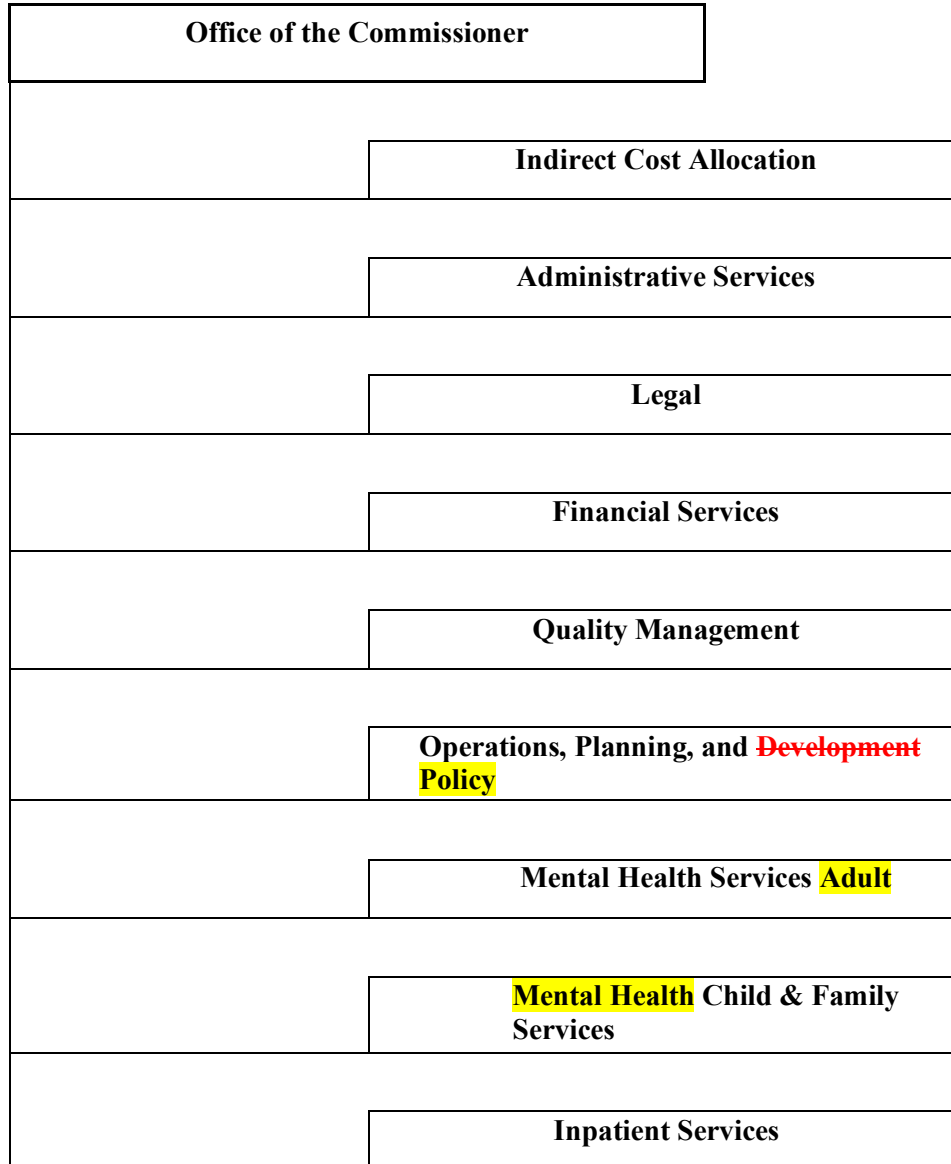 Office of the Commissioner
Indirect Cost Allocation
Administrative Services
Legal
Financial Services
Quality Management
Operations, Planning, and Development
Policy
Mental Health Services Adult
Mental Health Child & Family
Services
Inpatient Services